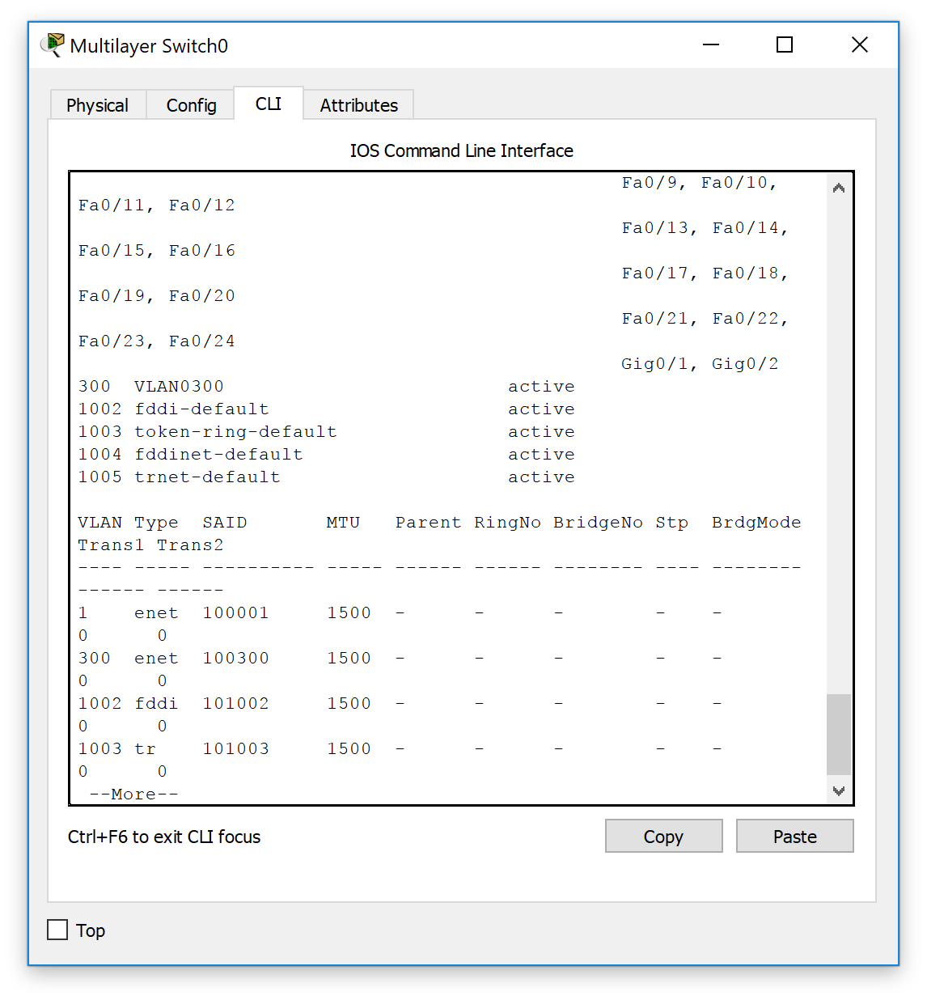 Multilayer Switch0
Physical Config CLI Attributes
IOS Command Line Interface
Fa0/9, Fa0/10,
Fa0/11, Fa0/12
Fa0/13, Fa0/14,
Fa0/15, Fa0/16
Fa0/17, Fa0/18,
Fa0/19, Fa0/20
Fa0/21, Fa0/22,
Fa0/23, Fa0/24
Gig0/1, Gig0/2
300  VLAN0300                         active
1002 fddi-default                     active
1003 token-ring-default               active
1004 fddinet-default                  active
1005 trnet-default                    active
VLAN Type  SAID       MTU   Parent RingNo BridgeNo Stp  BrdgMode
Trans1 Trans2
---- ----- ---------- ----- ------ ------ -------- ---- --------
------ ------
1    enet  100001     1500  -      -      -        -    -
0      0
300  enet  100300     1500  -      -      -        -    -
0      0
1002 fddi  101002     1500  -      -      -        -    -
0      0
1003 tr    101003     1500  -      -      -        -    -
0      0
--More--
Ctrl+F6 to exit CLI focus Copy Paste
Top